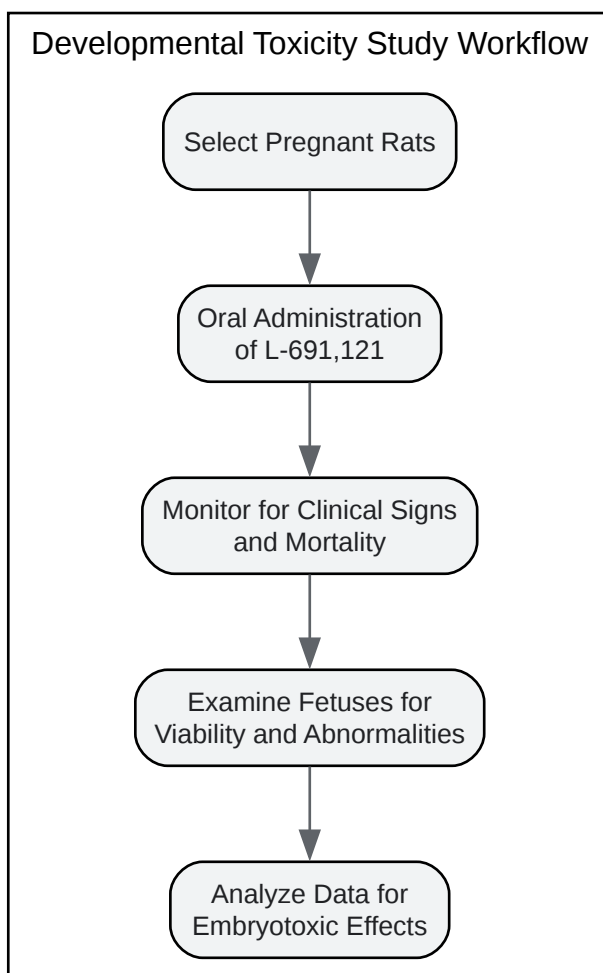 Developmental Toxicity Study Workflow
Select Pregnant Rats
Oral Administration
of L-691,121
Monitor for Clinical Signs
and Mortality
Examine Fetuses for
Viability and Abnormalities
Analyze Data for
Embryotoxic Effects